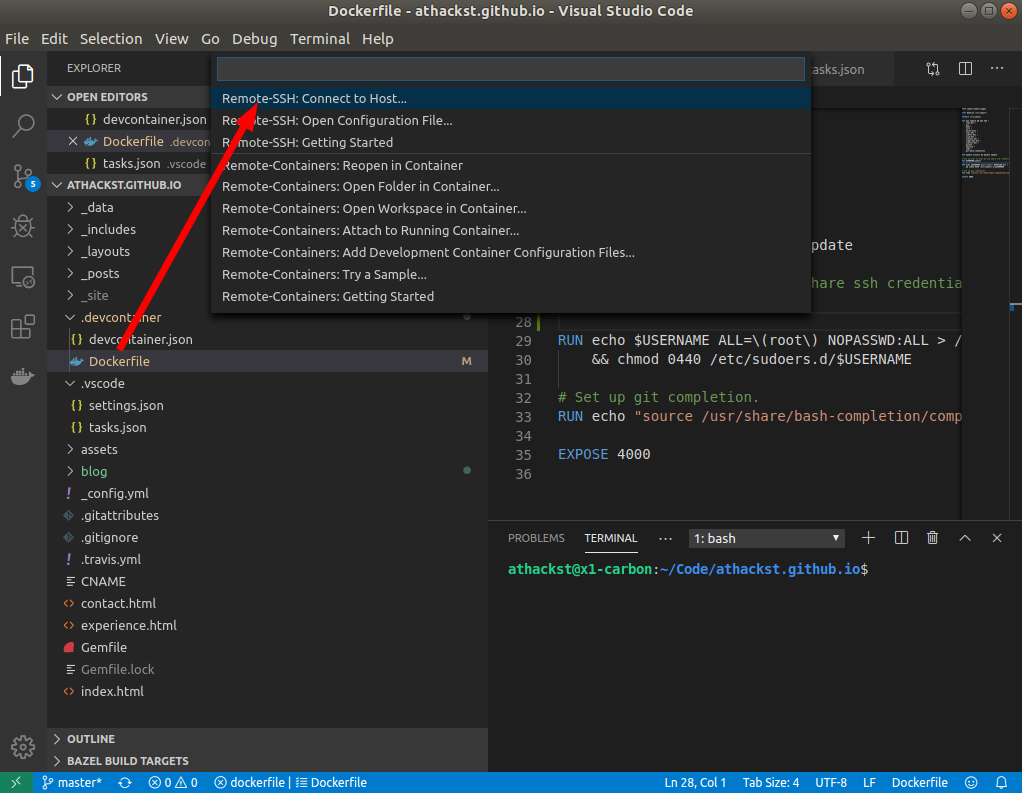 Dockerfile - athackst.github.io - Visual Studio Code
File Edit Selection View Go Debug Terminal Help
EXPLORER
OPEN EDITORS
{} devcontainer.json
Dockerfile .devcon
{} tasks.json .vscode
ATHACKST.GITHUB.IO
_data
_includes
_layouts
_posts
_site
.devcontainer
{} devcontainer.json
Dockerfile M
.vscode
{} settings.json
{} tasks.json
assets
blog
! _config.yml
.gitattributes
.gitignore
! .travis.yml
CNAME
<> contact.html
<> experience.html
Gemfile
Gemfile.lock
<> index.html
OUTLINE
BAZEL BUILD TARGETS
5
Remote-SSH: Connect to Host...
Remote-SSH: Open Configuration File...
Remote-SSH: Getting Started
Remote-Containers: Reopen in Container
Remote-Containers: Open Folder in Container...
Remote-Containers: Open Workspace in Container...
Remote-Containers: Attach to Running Container...
Remote-Containers: Add Development Container Configuration Files...
Remote-Containers: Try a Sample...
Remote-Containers: Getting Started
asks.json ...
pdate
hare ssh credentia
28
29 RUN echo $USERNAME ALL=\(root\) NOPASSWD:ALL > /
30 && chmod 0440 /etc/sudoers.d/$USERNAME
31
32 # Set up git completion.
33 RUN echo "source /usr/share/bash-completion/comp
34
35 EXPOSE 4000
36
PROBLEMS TERMINAL ... 1: bash
athackst@x1-carbon:~/Code/athackst.github.io$
master* 0 0 dockerfile | Dockerfile Ln 28, Col 1 Tab Size: 4 UTF-8 LF Dockerfile